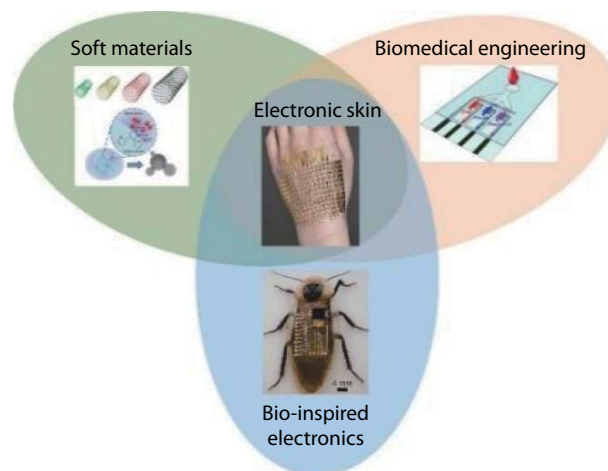 Soft materials
Biomedical engineering
Electronic skin
4 mm
Bio-inspired
electronics